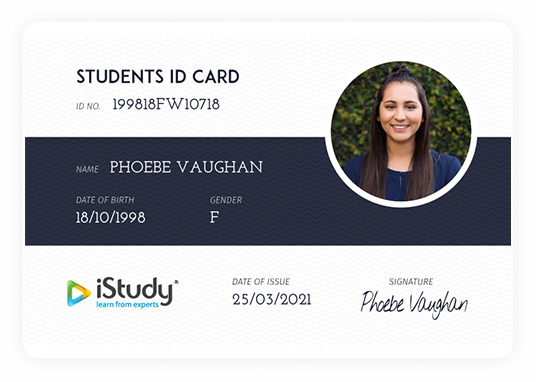 STUDENTS ID CARD
ID NO. 199818FW10718
NAME PHOEBE VAUGHAN
DATE OF BIRTH GENDER
18/10/1998 F
iStudy®
learn from experts
DATE OF ISSUE
25/03/2021
SIGNATURE
Phoebe Vaughan